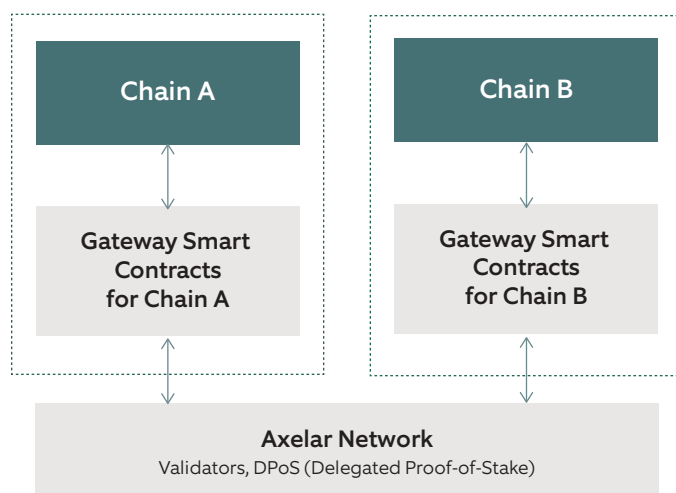 Chain A
Gateway Smart
Contracts
for Chain A
Chain B
Gateway Smart
Contracts
for Chain B
Axelar Network
Validators, DPoS (Delegated Proof-of-Stake)